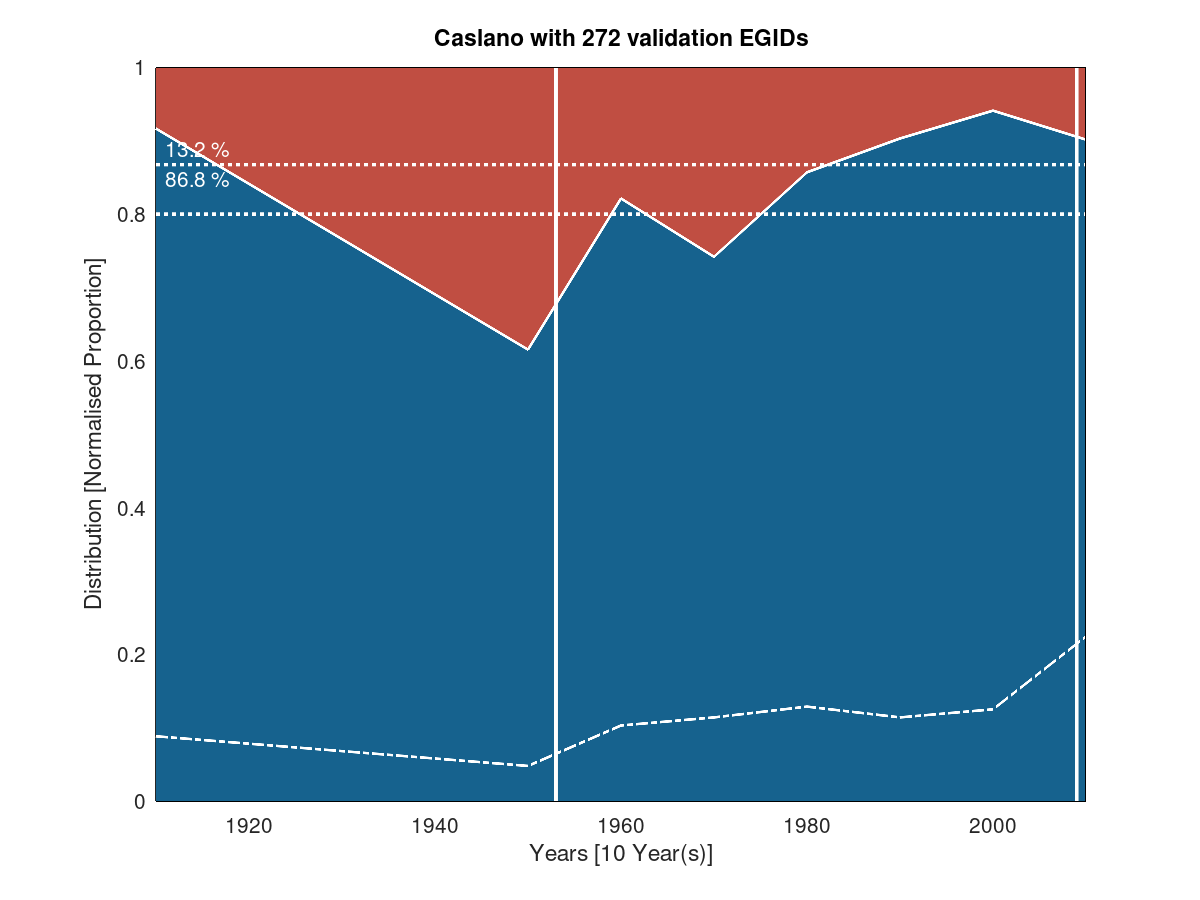 Caslano with 272 validation EGIDs
1
0.8
0.6
0.4
0.2
0
13.2 %
86.8 %
Distribution [Normalised Proportion]
1920 1940 1960 1980 2000
Years [10 Year(s)]